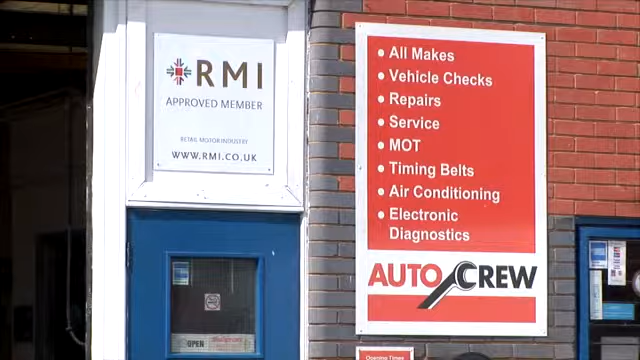 RMI
APPROVED MEMBER
RETAIL MOTOR INDUSTRY
WWW.RMI.CO.UK
• All Makes
• Vehicle Checks
• Repairs
• Service
• MOT
• Timing Belts
• Air Conditioning
• Electronic
Diagnostics
AUTO CREW
OPEN
Opening Times